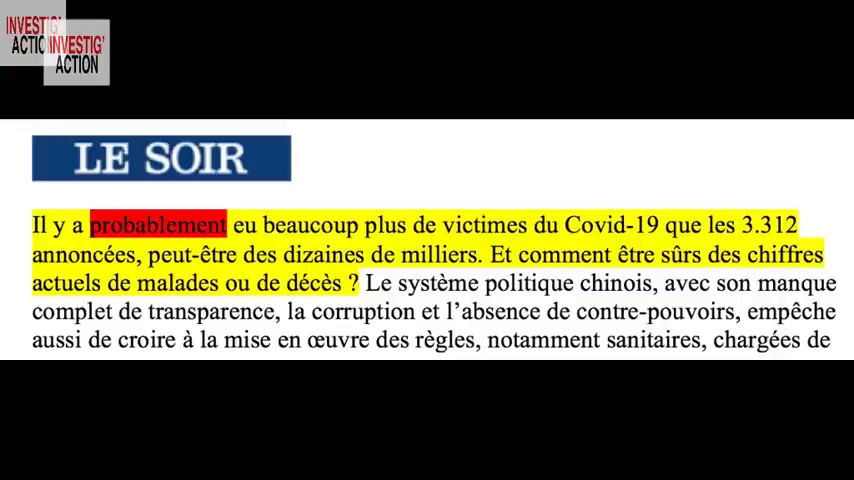 INVESTIG'
ACTION
INVESTIG'
ACTION
LE SOIR
Il y a probablement eu beaucoup plus de victimes du Covid-19 que les 3.312
annoncées, peut-être des dizaines de milliers. Et comment être sûrs des chiffres
actuels de malades ou de décès ? Le système politique chinois, avec son manque
complet de transparence, la corruption et l’absence de contre-pouvoirs, empêche
aussi de croire à la mise en œuvre des règles, notamment sanitaires, chargées de